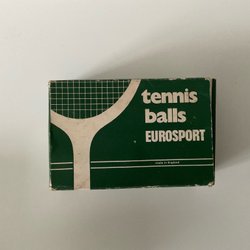 tennis
balls
EUROSPORT
made in England